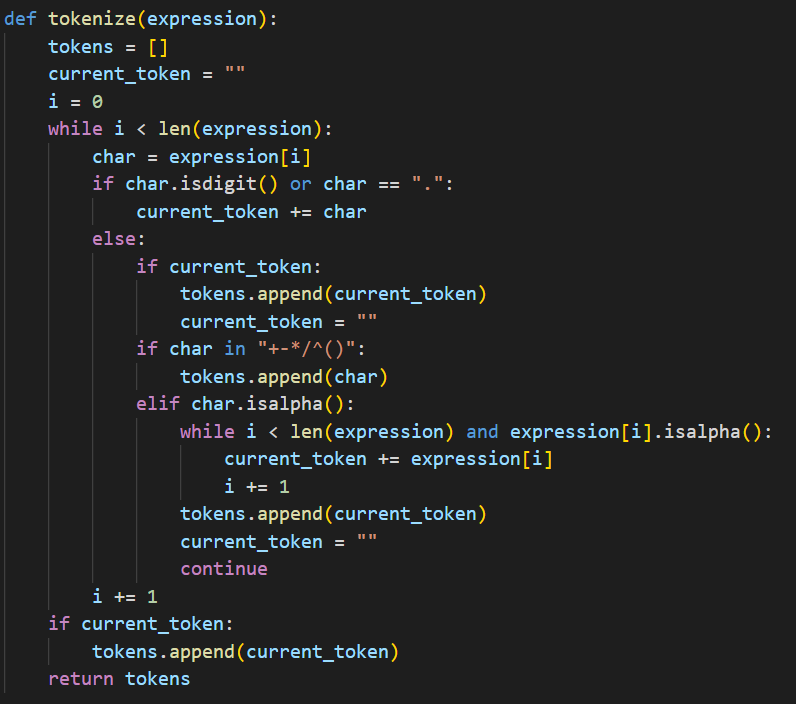 def tokenize(expression):
    tokens = []
    current_token = ""
    i = 0
    while i < len(expression):
        char = expression[i]
        if char.isdigit() or char == ".":
            current_token += char
        else:
            if current_token:
                tokens.append(current_token)
                current_token = ""
            if char in "+-*/^()":
                tokens.append(char)
            elif char.isalpha():
                while i < len(expression) and expression[i].isalpha():
                    current_token += expression[i]
                    i += 1
                tokens.append(current_token)
                current_token = ""
                continue
        i += 1
    if current_token:
        tokens.append(current_token)
    return tokens